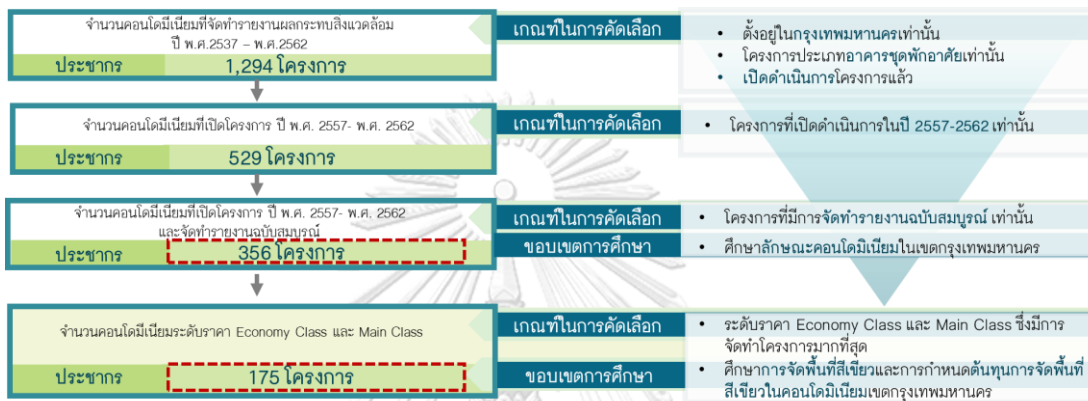 จำนวนคอนโดมิเนียมที่จัดทำรายงานผลกระทบสิ่งแวดล้อม
ปี พ.ศ.2537 – พ.ศ.2562
ประชากร 1,294 โครงการ
เกณฑ์ในการคัดเลือก
• ตั้งอยู่ในกรุงเทพมหานครเท่านั้น
• โครงการประเภทอาคารชุดพักอาศัยเท่านั้น
• เปิดดำเนินการโครงการแล้ว
จำนวนคอนโดมิเนียมที่เปิดโครงการ ปี พ.ศ. 2557- พ.ศ. 2562
ประชากร 529 โครงการ
เกณฑ์ในการคัดเลือก
• โครงการที่เปิดดำเนินการในปี 2557-2562 เท่านั้น
จำนวนคอนโดมิเนียมที่เปิดโครงการ ปี พ.ศ. 2557- พ.ศ. 2562
และจัดทำรายงานฉบับสมบูรณ์
ประชากร 356 โครงการ
เกณฑ์ในการคัดเลือก
• โครงการที่มีการจัดทำรายงานฉบับสมบูรณ์ เท่านั้น
ขอบเขตการศึกษา
• ศึกษาลักษณะคอนโดมิเนียมในเขตกรุงเทพมหานคร
จำนวนคอนโดมิเนียมระดับราคา Economy Class และ Main Class
ประชากร 175 โครงการ
เกณฑ์ในการคัดเลือก
• ระดับราคา Economy Class และ Main Class ซึ่งมีการ
จัดทำโครงการมากที่สุด
ขอบเขตการศึกษา
• ศึกษาการจัดพื้นที่สีเขียวและการกำหนดต้นทุนการจัดพื้นที่
สีเขียวในคอนโดมิเนียมเขตกรุงเทพมหานคร